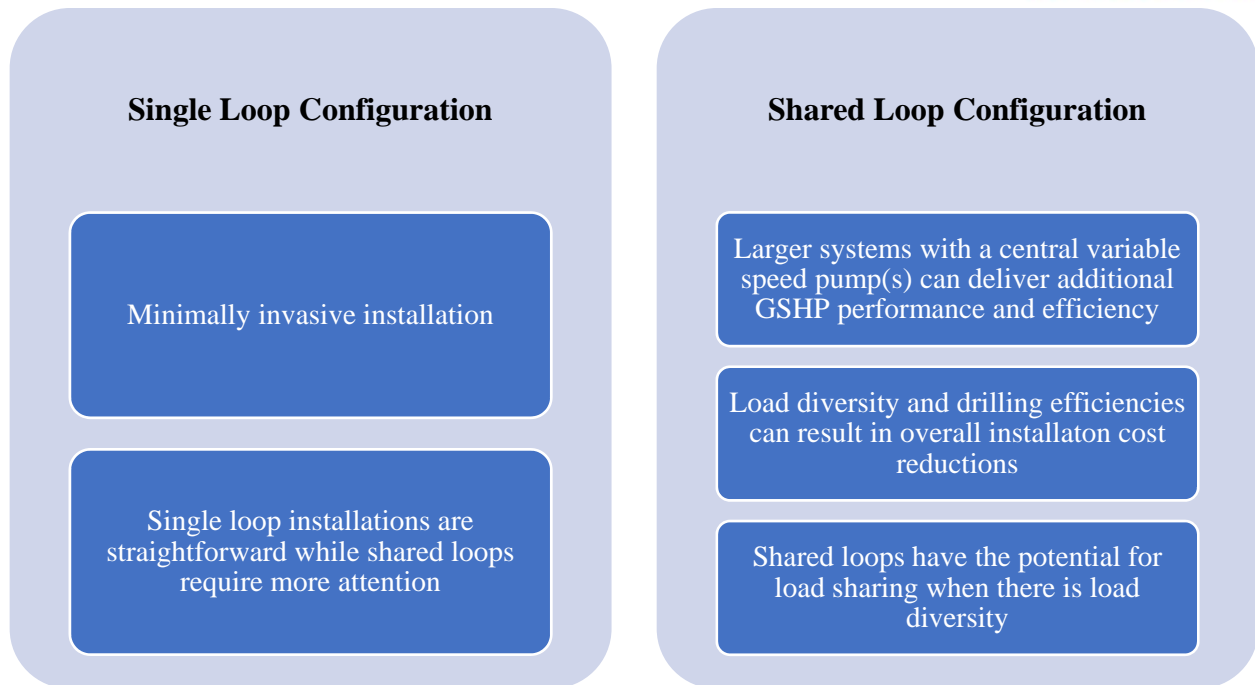 Single Loop Configuration
Minimally invasive installation
Single loop installations are
straightforward while shared loops
require more attention
Shared Loop Configuration
Larger systems with a central variable
speed pump(s) can deliver additional
GSHP performance and efficiency
Load diversity and drilling efficiencies
can result in overall installaton cost
reductions
Shared loops have the potential for
load sharing when there is load
diversity